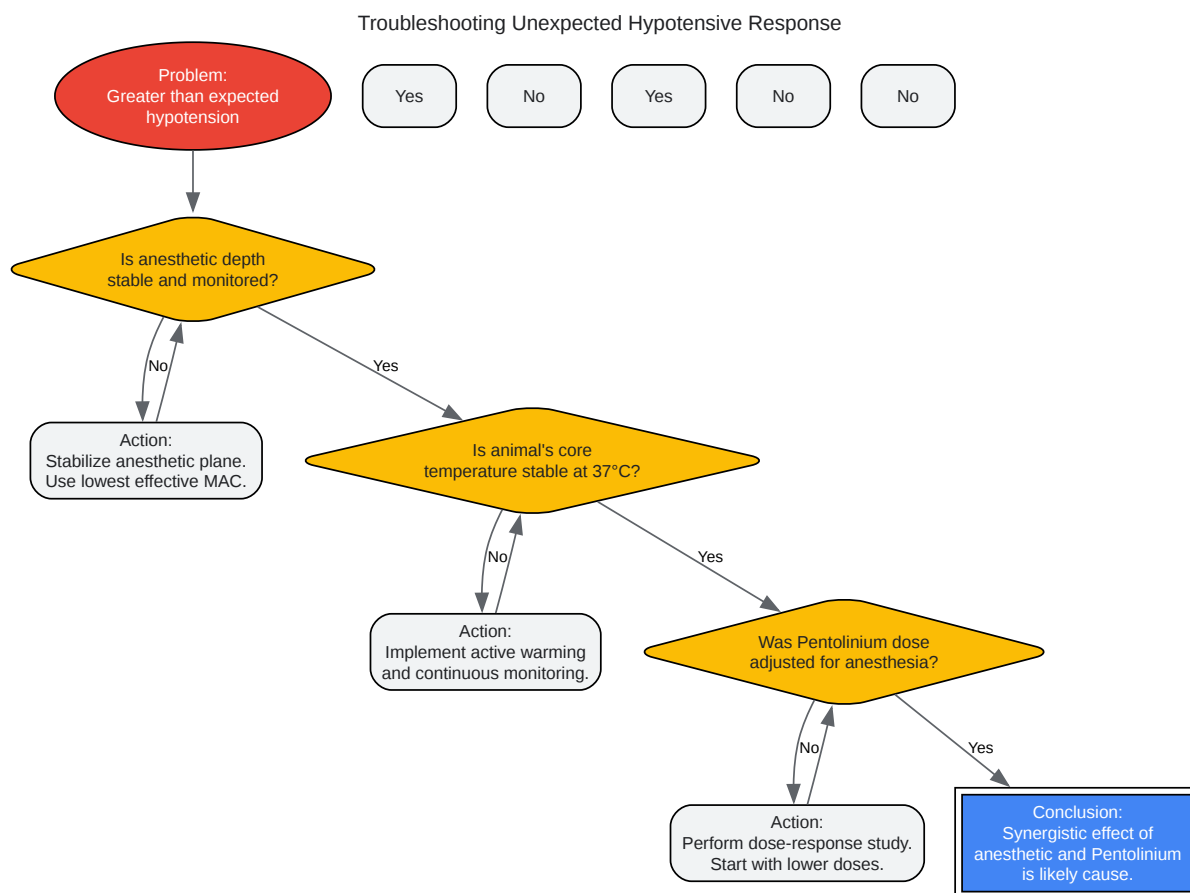 Troubleshooting Unexpected Hypotensive Response
Problem:
Greater than expected
hypotension
Yes
No
Yes
No
No
Is anesthetic depth
stable and monitored?
No
Yes
Action:
Stabilize anesthetic plane.
Use lowest effective MAC.
Is animal's core
temperature stable at 37°C?
No
Yes
Action:
Implement active warming
and continuous monitoring.
Was Pentolinium dose
adjusted for anesthesia?
No
Yes
Action:
Perform dose-response study.
Start with lower doses.
Conclusion:
Synergistic effect of
anesthetic and Pentolinium
is likely cause.